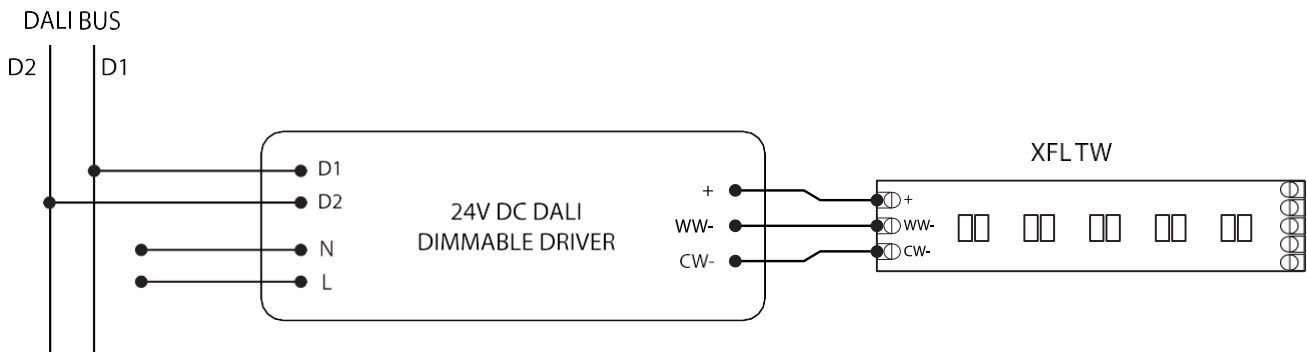 DALI BUS
D2
D1
D1
D2
N
L
24V DC DALI
DIMMABLE DRIVER
+
WW-
CW-
XFL TW
+
WW-
CW-